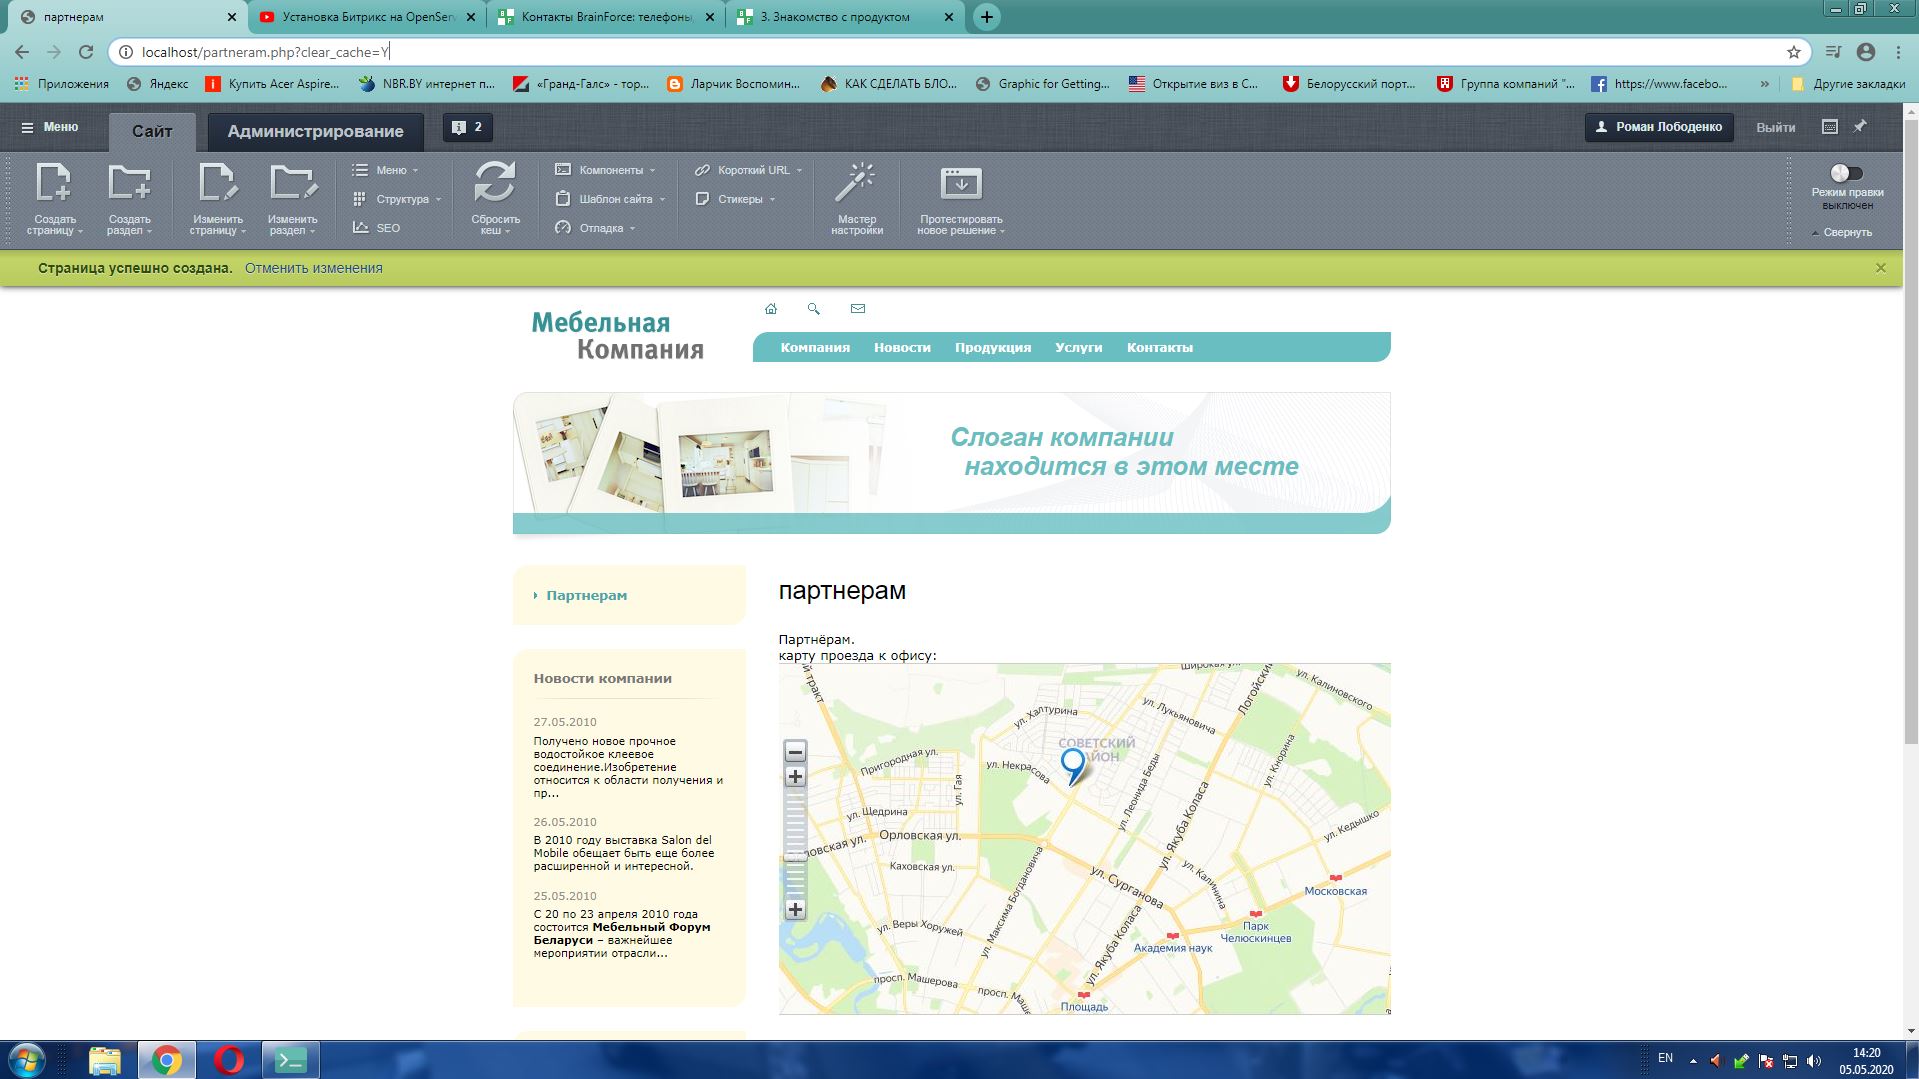 партнерам
Установка Битрикс на OpenServ
Контакты BrainForce: телефоны,
3. Знакомство с продуктом
localhost/partneram.php?clear_cache=Y
Приложения
Яндекс
Купить Acer Aspire...
NBR.BY интернет п...
«Гранд-Галс» - тор...
Ларчик Воспомин...
КАК СДЕЛАТЬ БЛО...
Graphic for Getting...
Открытие виз в С...
Белорусский порт...
Группа компаний "...
https://www.facebo...
»
Другие закладки
Меню
Сайт
Администрирование
2
Роман Лободенко
Выйти
Создать страницу
Создать раздел
Изменить страницу
Изменить раздел
Меню
Структура
SEO
Сбросить кеш
Компоненты
Шаблон сайта
Отладка
Короткий URL
Стикеры
Мастер настройки
Протестировать новое решение
Режим правки
выключен
Свернуть
Страница успешно создана. Отменить изменения
Мебельная
Компания
Компания Новости Продукция Услуги Контакты
Слоган компании
находится в этом месте
Партнерам
партнерам
Партнёрам.
карту проезда к офису:
Новости компании
27.05.2010
Получено новое прочное
водостойкое клеевое
соединение.Изобретение
относится к области получения и
пр...
26.05.2010
В 2010 году выставка Salon del
Mobile обещает быть еще более
расширенной и интересной.
25.05.2010
С 20 по 23 апреля 2010 года
состоится Мебельный Форум
Беларуси – важнейшее
мероприятии отрасли...
й тракт
Широкая ул.
Логойский
ул. Калиновского
ул. Халтурина
ул. Лукьяновича
СОВЕТСКИЙ
РАЙОН
ул. Кнорина
Пригородная ул.
ул. Некрасова
ул. Гая
ул. Леонида Беды
ул. Якуба Коласа
ул. Щедрина
ул. Кедышко
Орловская ул.
ловская ул.
Каховская ул.
ул. Максима Богдановича
ул. Сурганова
ул. Калинина
Московская
ул. Веры Хоружей
ул. Якуба Коласа
Парк
Челюскинцев
Академия наук
просп. Машерова
просп. Маше
Площадь
EN
14:20
05.05.2020